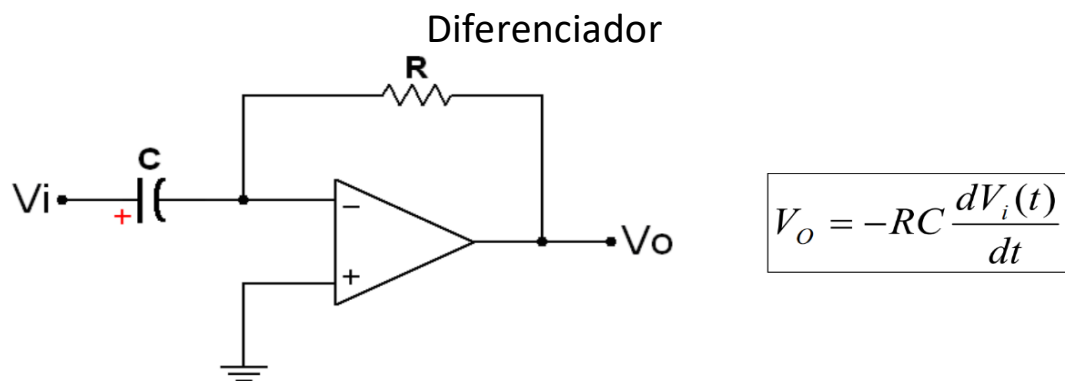 Diferenciador
R
C
Vi
+
−
+
Vo
V_O = −RC dV_i(t)/dt